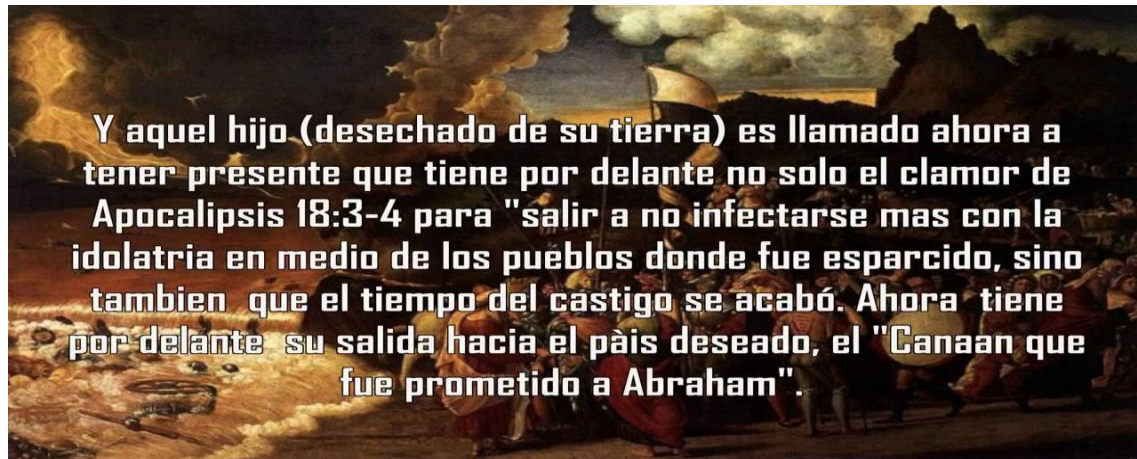 Y aquel hijo (desechado de su tierra) es llamado ahora a
tener presente que tiene por delante no solo el clamor de
Apocalipsis 18:3-4 para "salir a no infectarse mas con la
idolatria en medio de los pueblos donde fue esparcido, sino
tambien  que el tiempo del castigo se acabó. Ahora  tiene
por delante  su salida hacia el pàis deseado, el "Canaan que
fue prometido a Abraham".